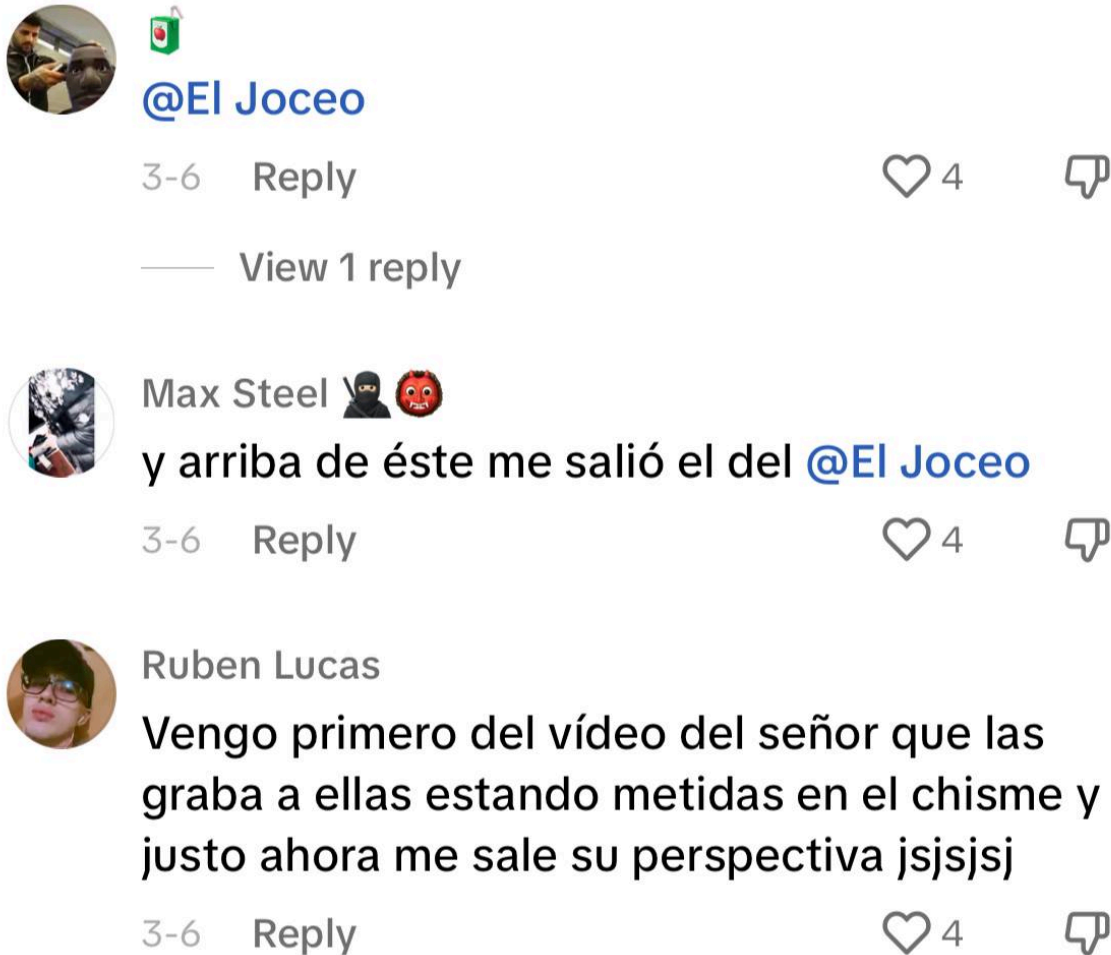 @El Joceo
3-6 Reply 4
View 1 reply
Max Steel 🥷👹
y arriba de éste me salió el del @El Joceo
3-6 Reply 4
Ruben Lucas
Vengo primero del vídeo del señor que las
graba a ellas estando metidas en el chisme y
justo ahora me sale su perspectiva jsjsjsj
3-6 Reply 4